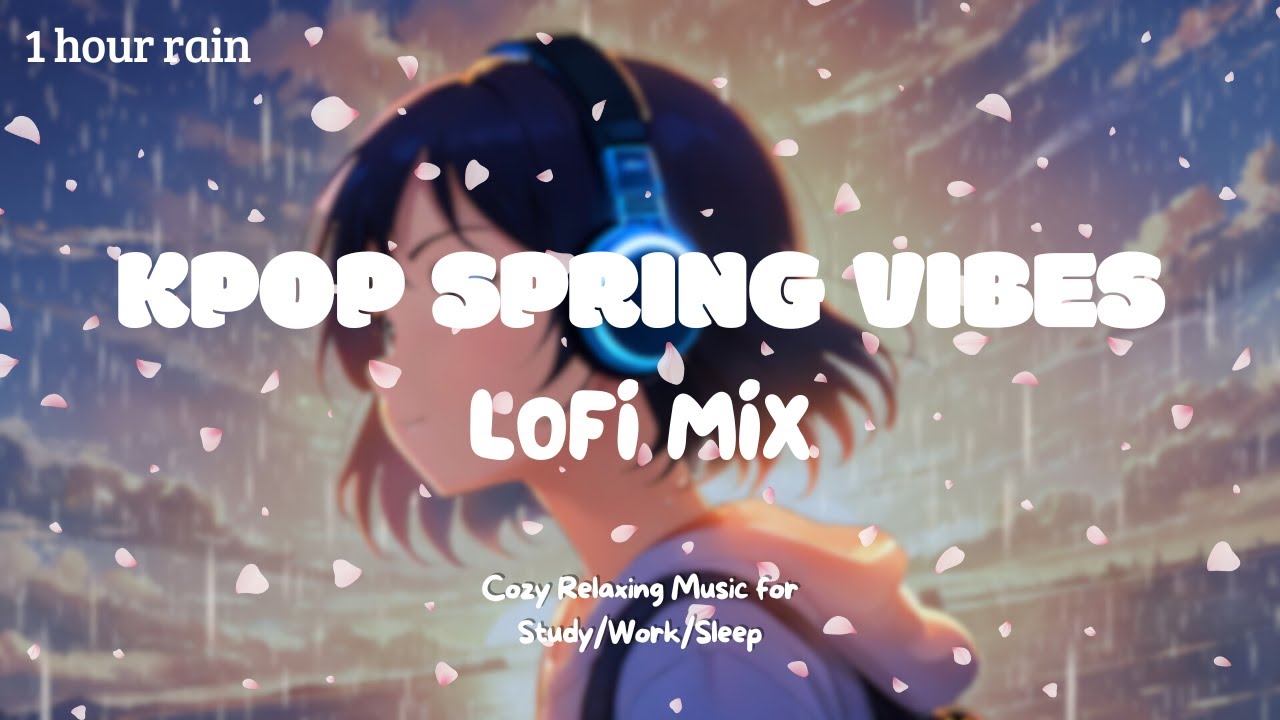 1 hour rain
KPOP SPRING VIBES
LOFi MiX
Cozy Relaxing Music for
Study/Work/Sleep